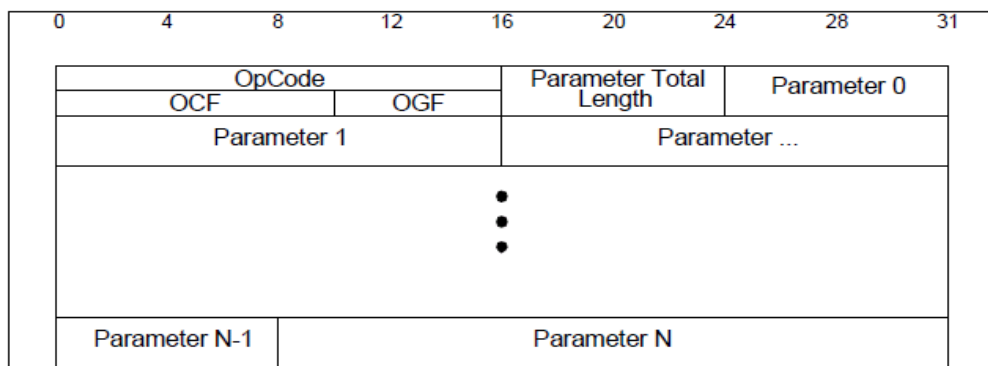 0 4 8 12 16 20 24 28 31
OpCode
Parameter Total
Length
Parameter 0
OCF OGF
Parameter 1 Parameter ...
Parameter N-1 Parameter N